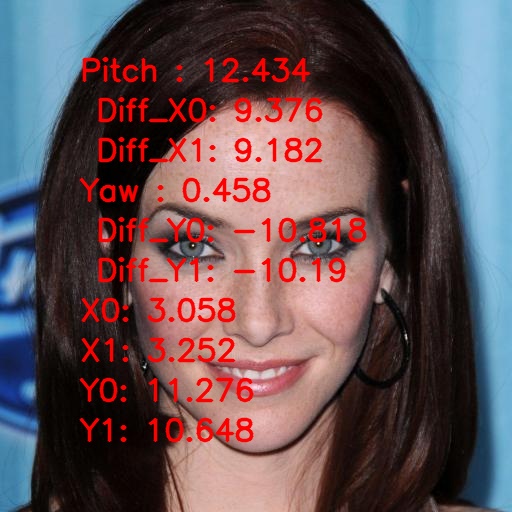 Pitch : 12.434
Diff_X0: 9.376
Diff_X1: 9.182
Yaw : 0.458
Diff_Y0: -10.818
Diff_Y1: -10.19
X0: 3.058
X1: 3.252
Y0: 11.276
Y1: 10.648